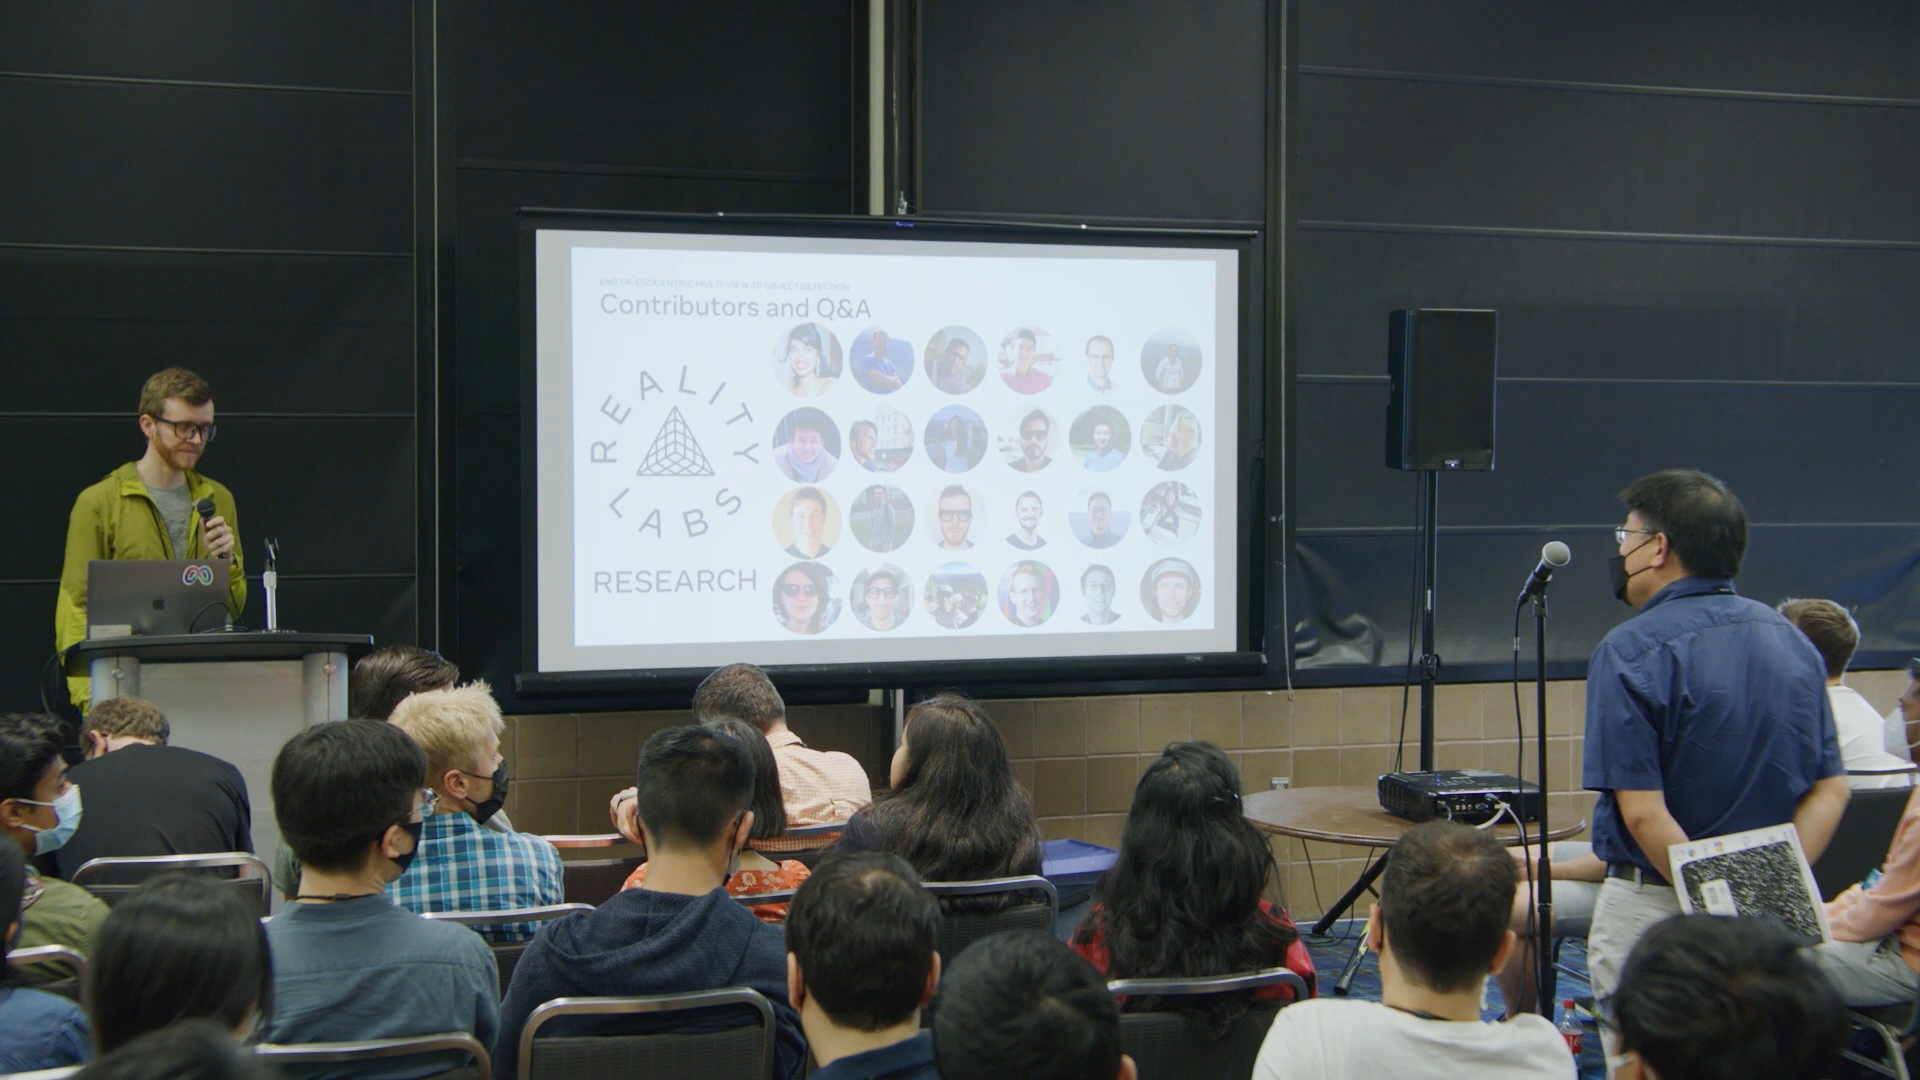 END OF EGOCENTRIC MULTI-VIEW 3D OBJECT DETECTION
Contributors and Q&A
REALITY
LABS
RESEARCH